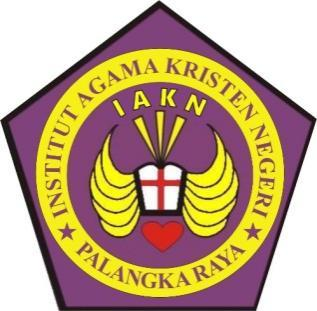 INSTITUT AGAMA KRISTEN NEGERI
IAKN
PALANGKA RAYA